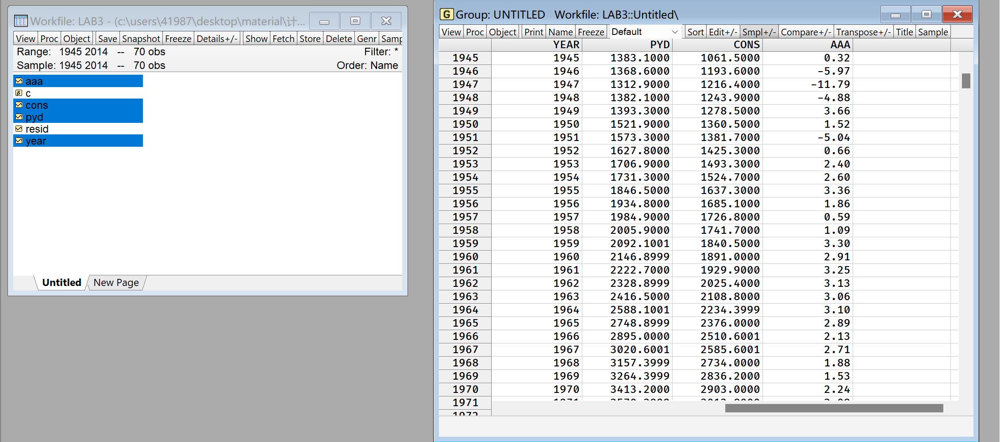 Workfile: LAB3 - (c:\users\41987\desktop\material\计...
View Proc Object Save Snapshot Freeze Details+/- Show Fetch Store Delete Genr Samp
Range: 1945 2014 -- 70 obs Filter: *
Sample: 1945 2014 -- 70 obs Order: Name
aaa
c
cons
pyd
resid
year
Untitled New Page
Group: UNTITLED Workfile: LAB3::Untitled\
View Proc Object Print Name Freeze Default Sort Edit+/- Smpl+/- Compare+/- Transpose+/- Title Sample
YEAR PYD CONS AAA
1945 1945 1383.1000 1061.5000 0.32
1946 1946 1368.6000 1193.6000 -5.97
1947 1947 1312.9000 1216.4000 -11.79
1948 1948 1382.1000 1243.9000 -4.88
1949 1949 1393.3000 1278.5000 3.66
1950 1950 1521.9000 1360.5000 1.52
1951 1951 1573.3000 1381.7000 -5.04
1952 1952 1627.8000 1425.3000 0.66
1953 1953 1706.9000 1493.3000 2.40
1954 1954 1731.3000 1524.7000 2.60
1955 1955 1846.5000 1637.3000 3.36
1956 1956 1934.8000 1685.1000 1.86
1957 1957 1984.9000 1726.8000 0.59
1958 1958 2005.9000 1741.7000 1.09
1959 1959 2092.1001 1840.5000 3.30
1960 1960 2146.8999 1891.0000 2.91
1961 1961 2222.7000 1929.9000 3.25
1962 1962 2328.8999 2025.4000 3.13
1963 1963 2416.5000 2108.8000 3.06
1964 1964 2588.1001 2234.3999 3.10
1965 1965 2748.8999 2376.0000 2.89
1966 1966 2895.0000 2510.6001 2.13
1967 1967 3020.6001 2585.6001 2.71
1968 1968 3157.3999 2734.0000 1.88
1969 1969 3264.3999 2836.2000 1.53
1970 1970 3413.2000 2903.0000 2.24
1971
1972